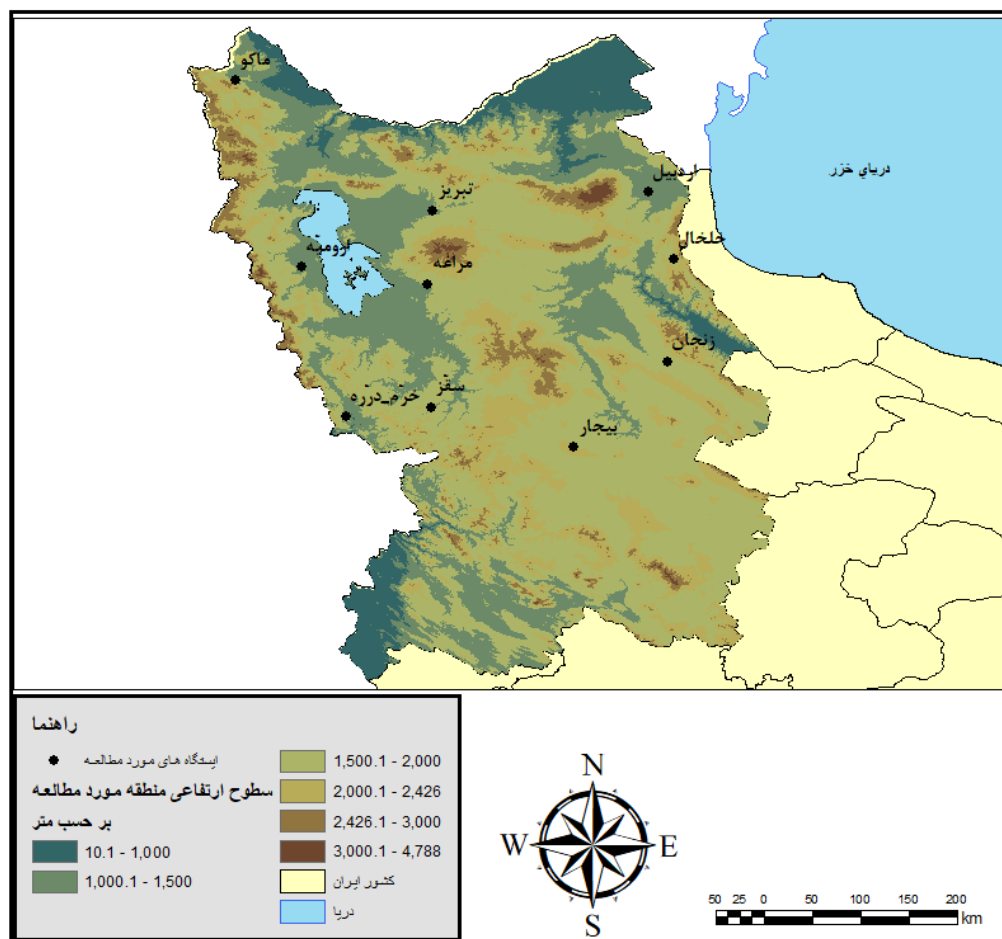 ماکو
اردبیل
تبریز
دریاي خزر
خلخال
ارومیه
مراغه
زنجان
سقز
خرم_دره
بیجار
راهنما
ایستگاه های مورد مطالعه
سطوح ارتفاعی منطقه مورد مطالعه
بر حسب متر
10.1 - 1,000
1,000.1 - 1,500
1,500.1 - 2,000
2,000.1 - 2,426
2,426.1 - 3,000
3,000.1 - 4,788
کشور ایران
دریا
N
W E
S
50 25 0 50 100 150 200
km